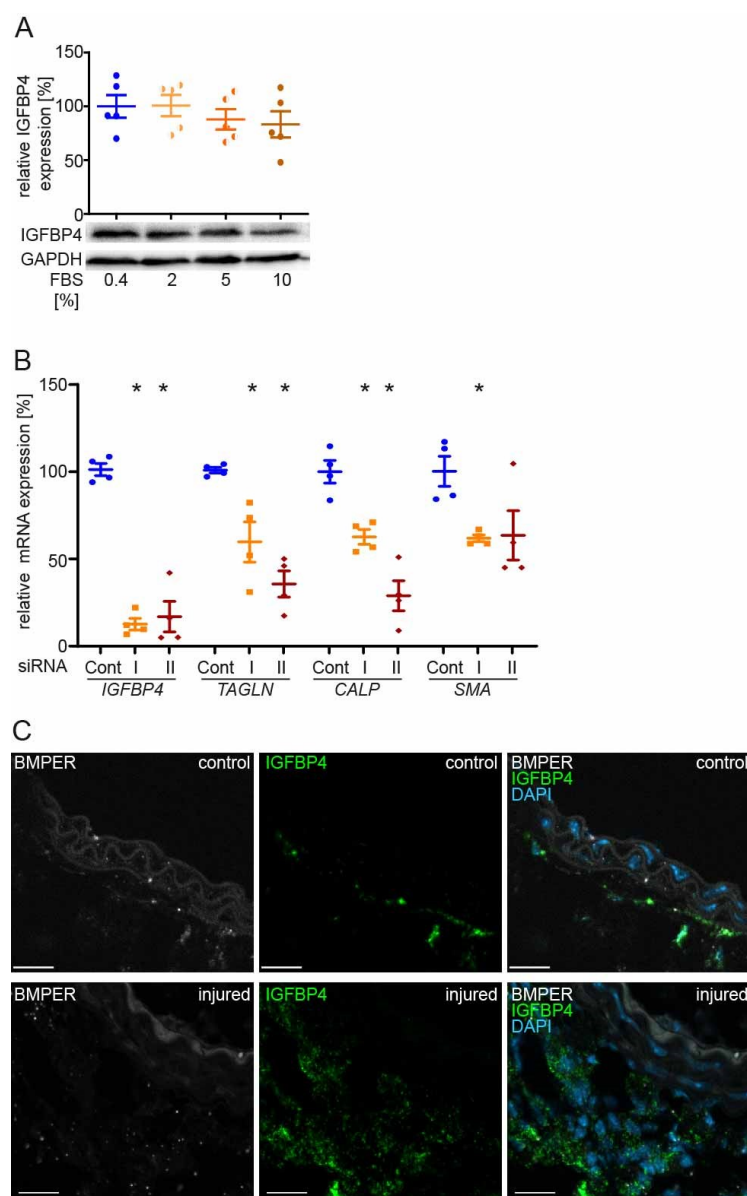 A
relative IGFBP4
expression [%]
150
100
50
0
IGFBP4
GAPDH
FBS 0.4 2 5 10
[%]
B
relative mRNA expression [%]
150
100
50
0
* * * * * * *
siRNA Cont I II Cont I II Cont I II Cont I II
IGFBP4 TAGLN CALP SMA
C
BMPER control
IGFBP4 control
BMPER control
IGFBP4
DAPI
BMPER injured
IGFBP4 injured
BMPER injured
IGFBP4
DAPI